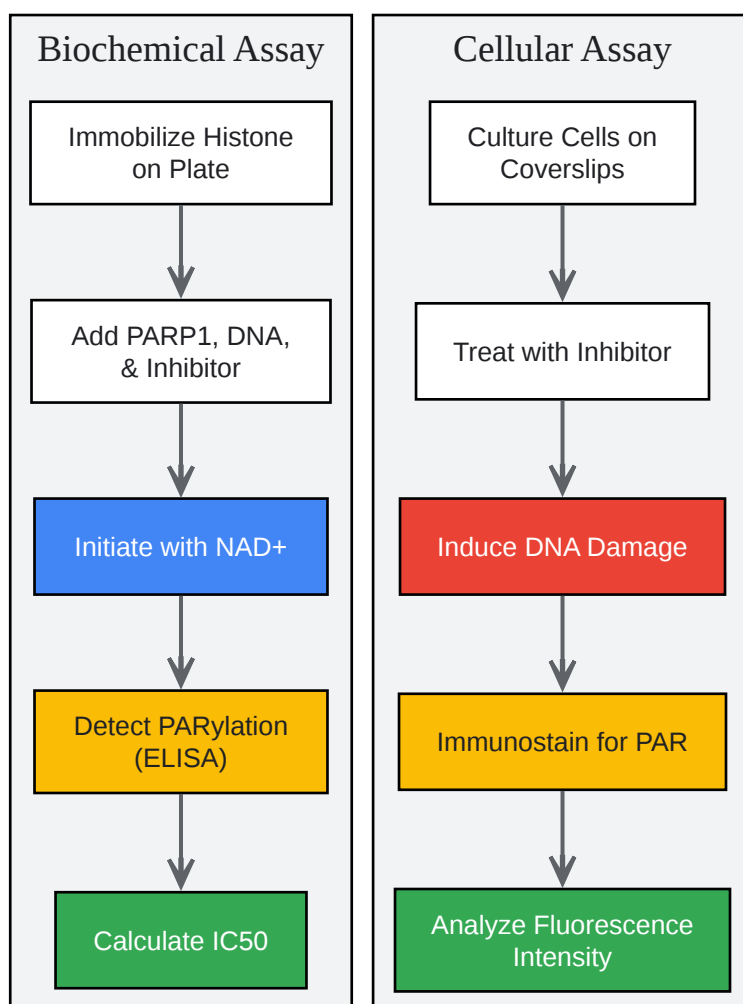 Biochemical Assay
Immobilize Histone
on Plate
Add PARP1, DNA,
& Inhibitor
Initiate with NAD+
Detect PARylation
(ELISA)
Calculate IC50
Cellular Assay
Culture Cells on
Coverslips
Treat with Inhibitor
Induce DNA Damage
Immunostain for PAR
Analyze Fluorescence
Intensity